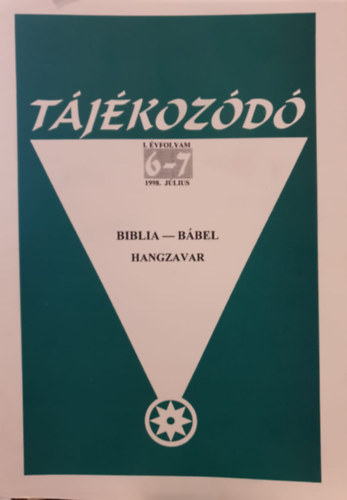 TÁJÉKOZÓDÓ
I. ÉVFOLYAM
6-7
1998. JÚLIUS
BIBLIA — BÁBEL
HANGZAVAR